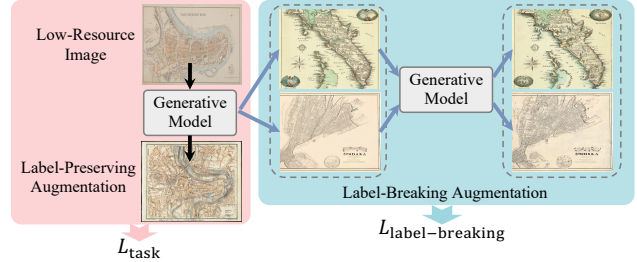 Low-Resource
Image
Generative
Model
Label-Preserving
Augmentation
L_task
Generative
Model
Label-Breaking Augmentation
L_label−breaking